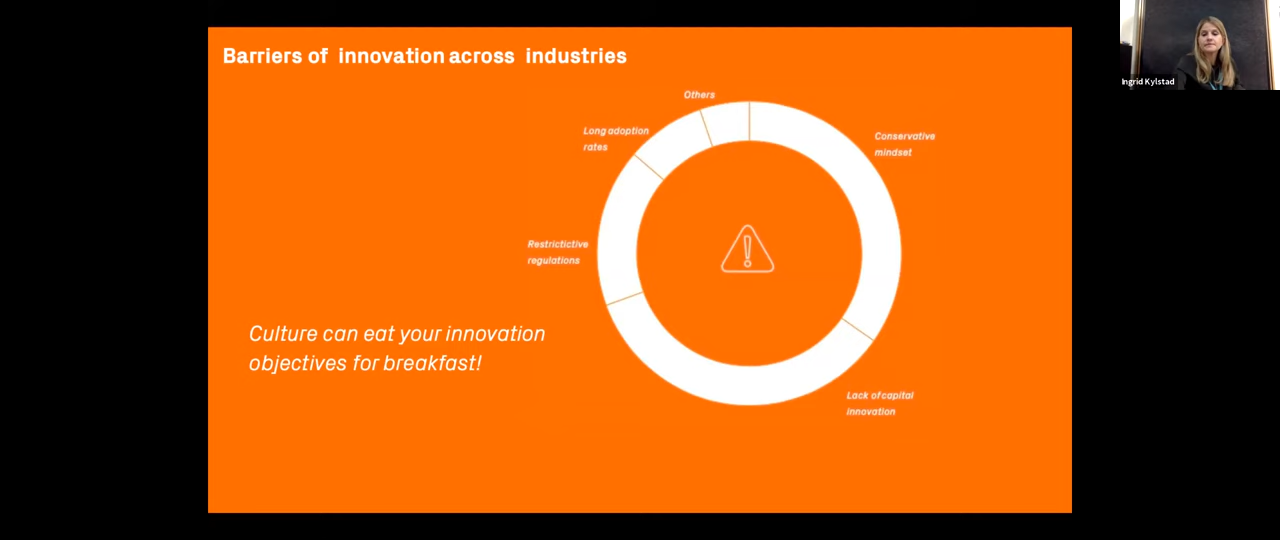 Barriers of innovation across industries
Others
Long adoption
rates
Conservative
mindset
Restrictictive
regulations
Culture can eat your innovation
objectives for breakfast!
Lack of capital
innovation
Ingrid Kylstad